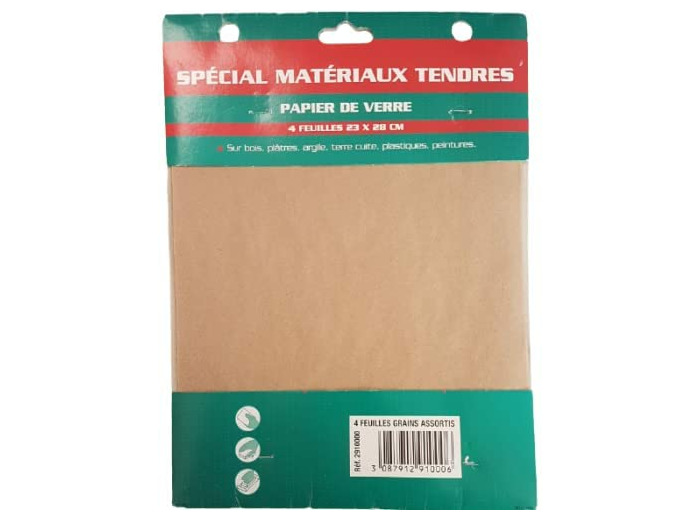 SPÉCIAL MATÉRIAUX TENDRES
PAPIER DE VERRE
4 FEUILLES 23 X 28 CM
Sur bois, plâtres, argile, terre cuite, plastiques, peintures.
4 FEUILLES GRAINS ASSORTIS
Réf. 2910000
3 087912 910006